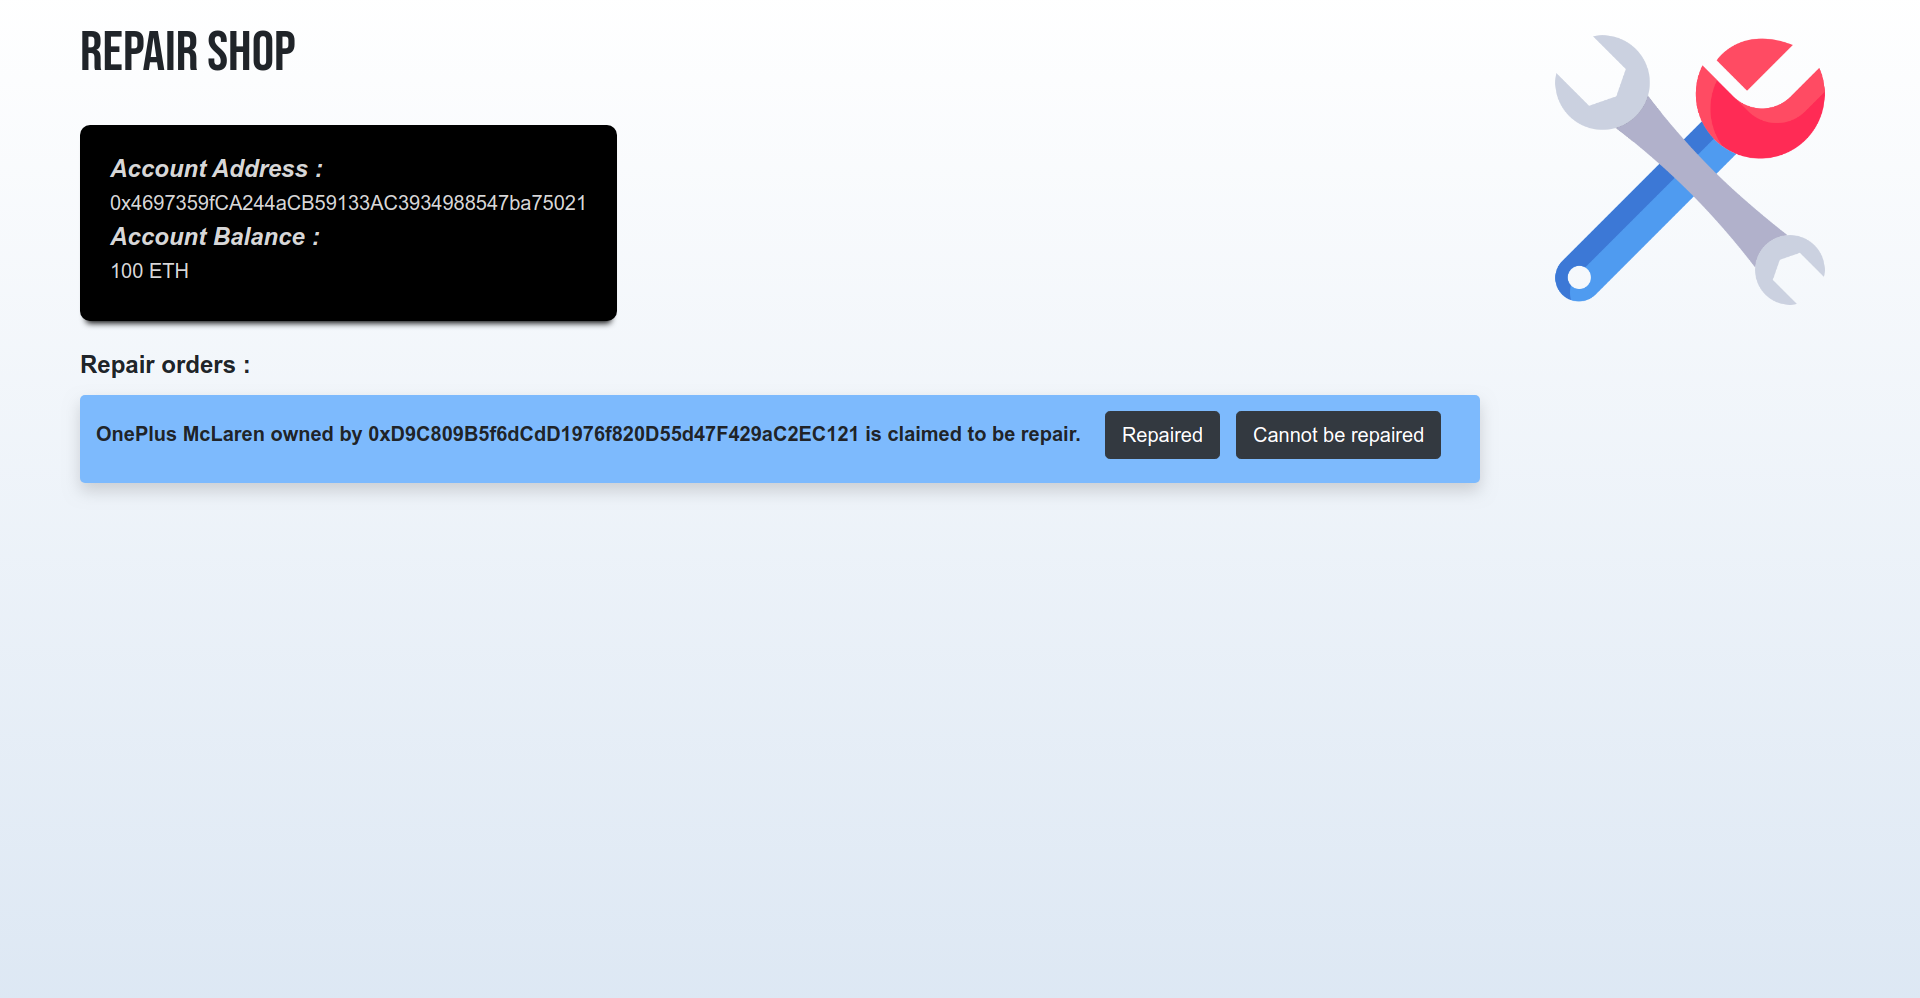 REPAIR SHOP
Account Address :
0x4697359fCA244aCB59133AC3934988547ba75021
Account Balance :
100 ETH
Repair orders :
OnePlus McLaren owned by 0xD9C809B5f6dCdD1976f820D55d47F429aC2EC121 is claimed to be repair. Repaired Cannot be repaired